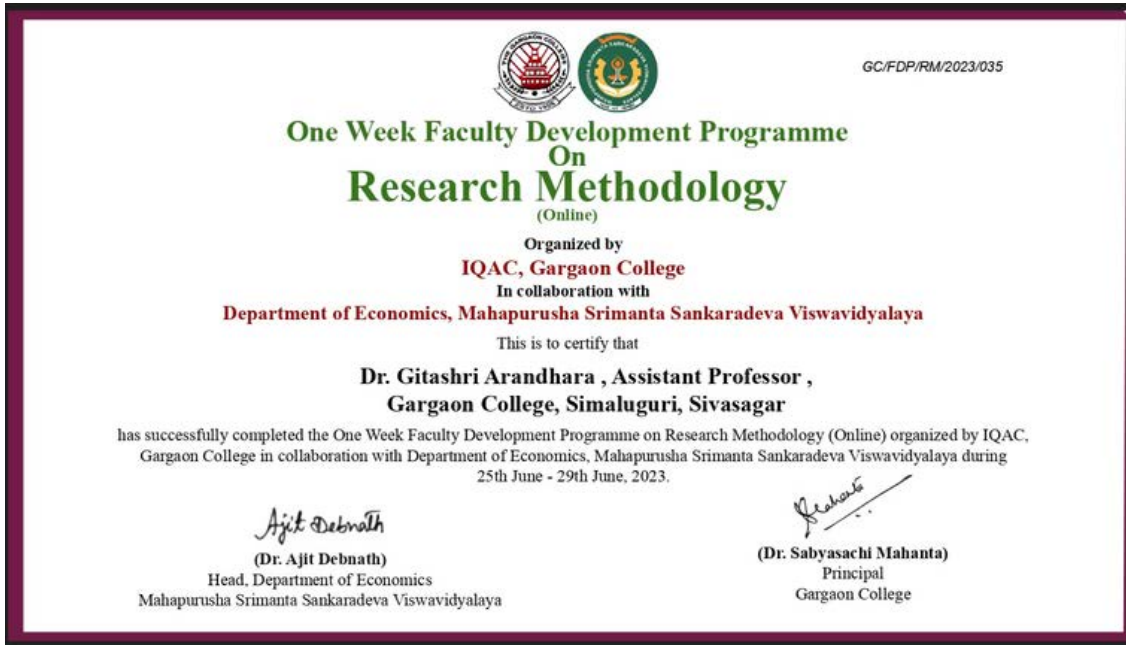 GC/FDP/RM/2023/035
One Week Faculty Development Programme
On
Research Methodology
(Online)
Organized by
IQAC, Gargaon College
In collaboration with
Department of Economics, Mahapurusha Srimanta Sankaradeva Viswavidyalaya
This is to certify that
Dr. Gitashri Arandhara , Assistant Professor ,
Gargaon College, Simaluguri, Sivasagar
has successfully completed the One Week Faculty Development Programme on Research Methodology (Online) organized by IQAC,
Gargaon College in collaboration with Department of Economics, Mahapurusha Srimanta Sankaradeva Viswavidyalaya during
25th June - 29th June, 2023.
Ajit Debnath
(Dr. Ajit Debnath)
Head, Department of Economics
Mahapurusha Srimanta Sankaradeva Viswavidyalaya
(Dr. Sabyasachi Mahanta)
Principal
Gargaon College